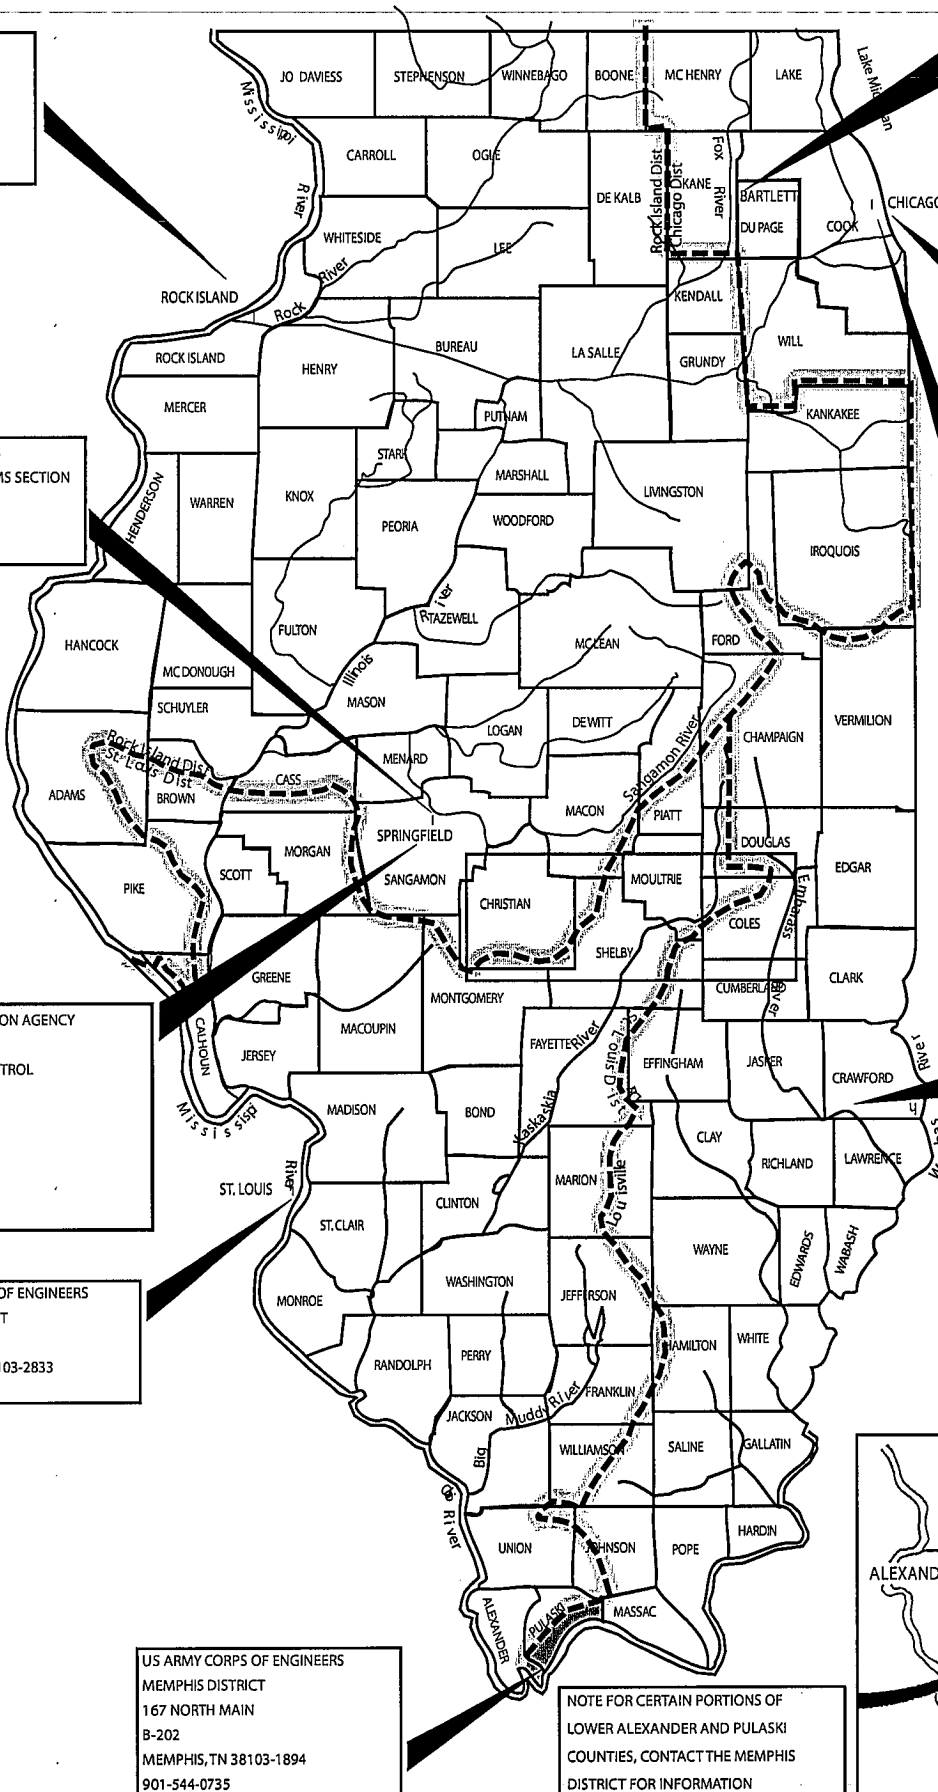 JO DAVIESS
STEPHENSON
WINNEBAGO
BOONE
MC HENRY
LAKE
Lake Mic
an
Mississippi
River
CARROLL
OGLE
DE KALB
Rock Island Dist
Chicago Dist
KANE
Fox
River
BARTLETT
DU PAGE
COOK
CHICAGO
WHITESIDE
LEE
River
Rock
ROCK ISLAND
KENDALL
ROCK ISLAND
HENRY
BUREAU
LA SALLE
GRUNDY
WILL
MERCER
PUTNAM
KANKAKEE
STARK
MS SECTION
HENDERSON
WARREN
KNOX
MARSHALL
LIVINGSTON
PEORIA
WOODFORD
IROQUOIS
HANCOCK
FULTON
River
TAZEWELL
MCLEAN
FORD
MC DONOUGH
Illinois
SCHUYLER
MASON
LOGAN
DEWITT
Sangamon River
CHAMPAIGN
VERMILION
Rock Island Dist
St. Louis Dist
MENARD
CASS
ADAMS
BROWN
MACON
PIATT
SPRINGFIELD
DOUGLAS
MORGAN
SCOTT
SANGAMON
MOULTRIE
EDGAR
PIKE
CHRISTIAN
COLES
Embarass
River
SHELBY
GREENE
MONTGOMERY
CUMBERLAND
CLARK
ON AGENCY
TROL
CALHOUN
MACOUPIN
JERSEY
FAYETTE
River
Kaskaskia
St. Louis Dist
EFFINGHAM
JASPER
CRAWFORD
River
Mississippi
River
MADISON
BOND
CLAY
RICHLAND
LAWRENCE
ST. LOUIS
MARION
Louisville
CLINTON
ST. CLAIR
WAYNE
EDWARDS
WABASH
OF ENGINEERS
T
103-2833
MONROE
WASHINGTON
JEFFERSON
RANDOLPH
PERRY
HAMILTON
WHITE
FRANKLIN
JACKSON
Muddy River
Big
WILLIAMSON
SALINE
GALLATIN
River
UNION
JOHNSON
POPE
HARDIN
ALEXAND
ALEXANDER
PULASKI
MASSAC
US ARMY CORPS OF ENGINEERS
MEMPHIS DISTRICT
167 NORTH MAIN
B-202
MEMPHIS, TN 38103-1894
901-544-0735
NOTE FOR CERTAIN PORTIONS OF
LOWER ALEXANDER AND PULASKI
COUNTIES, CONTACT THE MEMPHIS
DISTRICT FOR INFORMATION